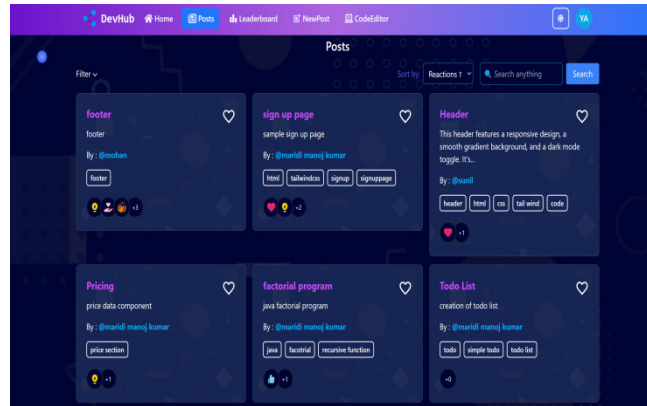 DevHub Home Posts Leaderboard NewPost CodeEditor YA
Posts
Filter Sort by: Reactions ↑ Search anything Search
footer
footer
By : @mohan
footer
+3
sign up page
sample sign up page
By : @maridi manoj kumar
html tailwindcss signup signuppage
+2
Header
This header features a responsive design, a
smooth gradient background, and a dark mode
toggle. It's...
By : @sunil
header html css tail wind code
+1
Pricing
price data component
By : @maridi manoj kumar
price section
+1
factorial program
java factorial program
By : @maridi manoj kumar
java facotrial recursive function
+1
Todo List
creation of todo list
By : @maridi manoj kumar
todo simple todo todo list
+0